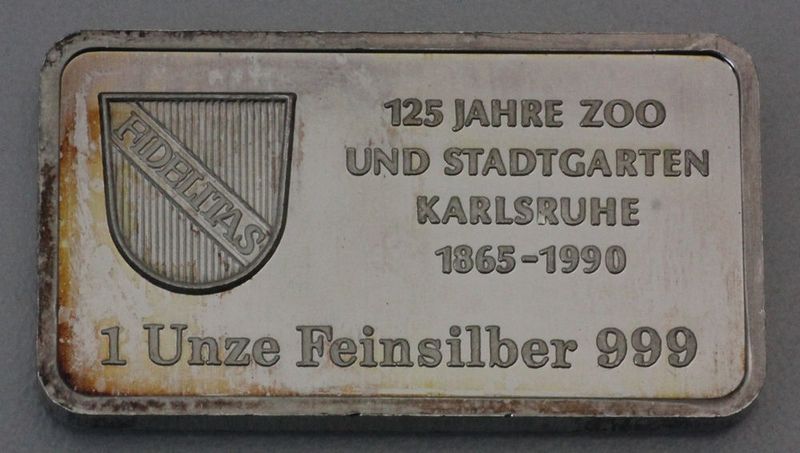 FIDELITAS
125 JAHRE ZOO
UND STADTGARTEN
KARLSRUHE
1865-1990
1 Unze Feinsilber 999